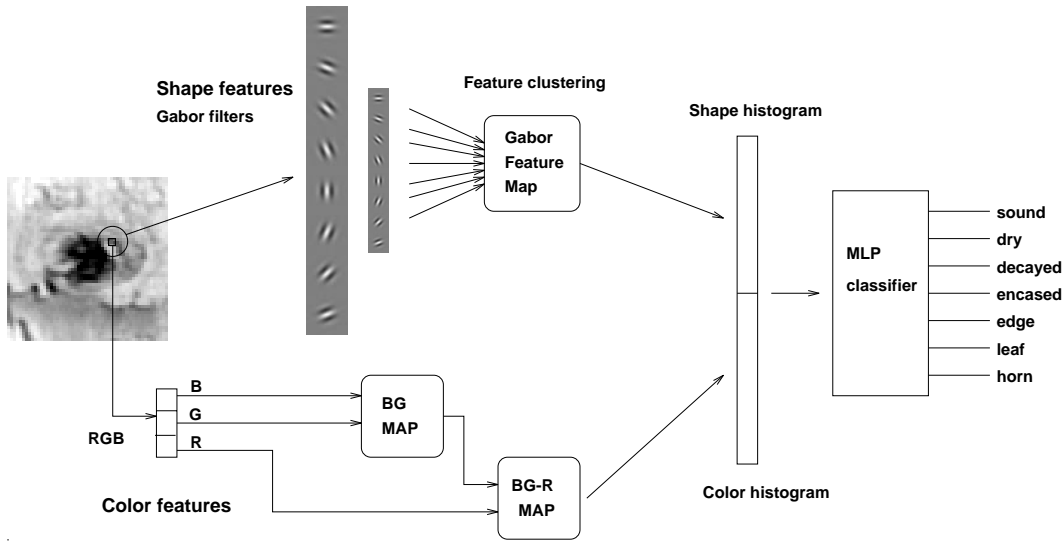 Shape features
Gabor filters
Feature clustering
Gabor
Feature
Map
Shape histogram
MLP
classifier
sound
dry
decayed
encased
edge
leaf
horn
RGB
B
G
R
BG
MAP
BG-R
MAP
Color features
Color histogram